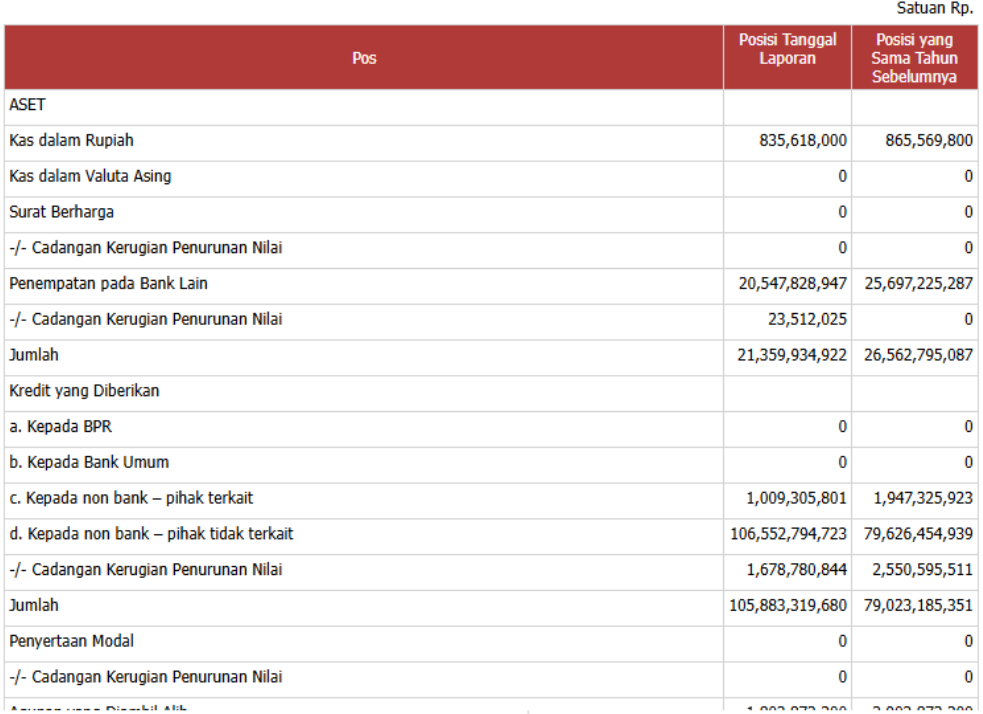 Satuan Rp.
Pos Posisi Tanggal Laporan Posisi yang Sama Tahun Sebelumnya
ASET
Kas dalam Rupiah 835,618,000 865,569,800
Kas dalam Valuta Asing 0 0
Surat Berharga 0 0
-/- Cadangan Kerugian Penurunan Nilai 0 0
Penempatan pada Bank Lain 20,547,828,947 25,697,225,287
-/- Cadangan Kerugian Penurunan Nilai 23,512,025 0
Jumlah 21,359,934,922 26,562,795,087
Kredit yang Diberikan
a. Kepada BPR 0 0
b. Kepada Bank Umum 0 0
c. Kepada non bank – pihak terkait 1,009,305,801 1,947,325,923
d. Kepada non bank – pihak tidak terkait 106,552,794,723 79,626,454,939
-/- Cadangan Kerugian Penurunan Nilai 1,678,780,844 2,550,595,511
Jumlah 105,883,319,680 79,023,185,351
Penyertaan Modal 0 0
-/- Cadangan Kerugian Penurunan Nilai 0 0